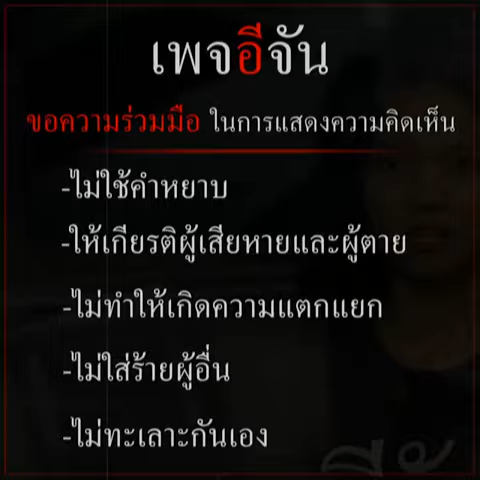 เพจอีจัน
ขอความร่วมมือ ในการแสดงความคิดเห็น
-ไม่ใช้คำหยาบ
-ให้เกียรติผู้เสียหายและผู้ตาย
-ไม่ทำให้เกิดความแตกแยก
-ไม่ใส่ร้ายผู้อื่น
-ไม่ทะเลาะกันเอง